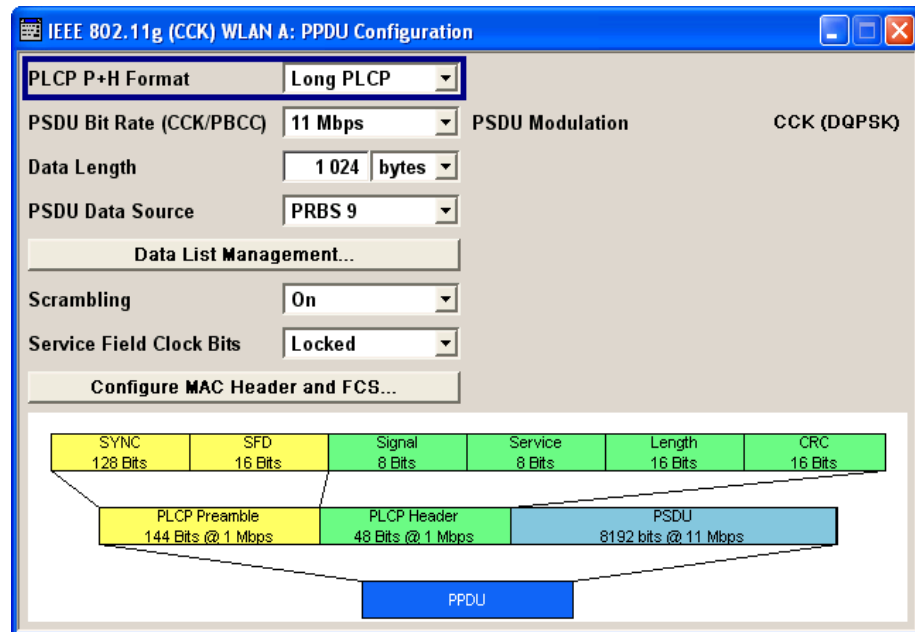 IEEE 802.11g (CCK) WLAN A: PPDU Configuration
PLCP P+H Format Long PLCP
PSDU Bit Rate (CCK/PBCC) 11 Mbps PSDU Modulation CCK (DQPSK)
Data Length 1 024 bytes
PSDU Data Source PRBS 9
Data List Management...
Scrambling On
Service Field Clock Bits Locked
Configure MAC Header and FCS...
SYNC SFD Signal Service Length CRC
128 Bits 16 Bits 8 Bits 8 Bits 16 Bits 16 Bits
PLCP Preamble PLCP Header PSDU
144 Bits @ 1 Mbps 48 Bits @ 1 Mbps 8192 bits @ 11 Mbps
PPDU